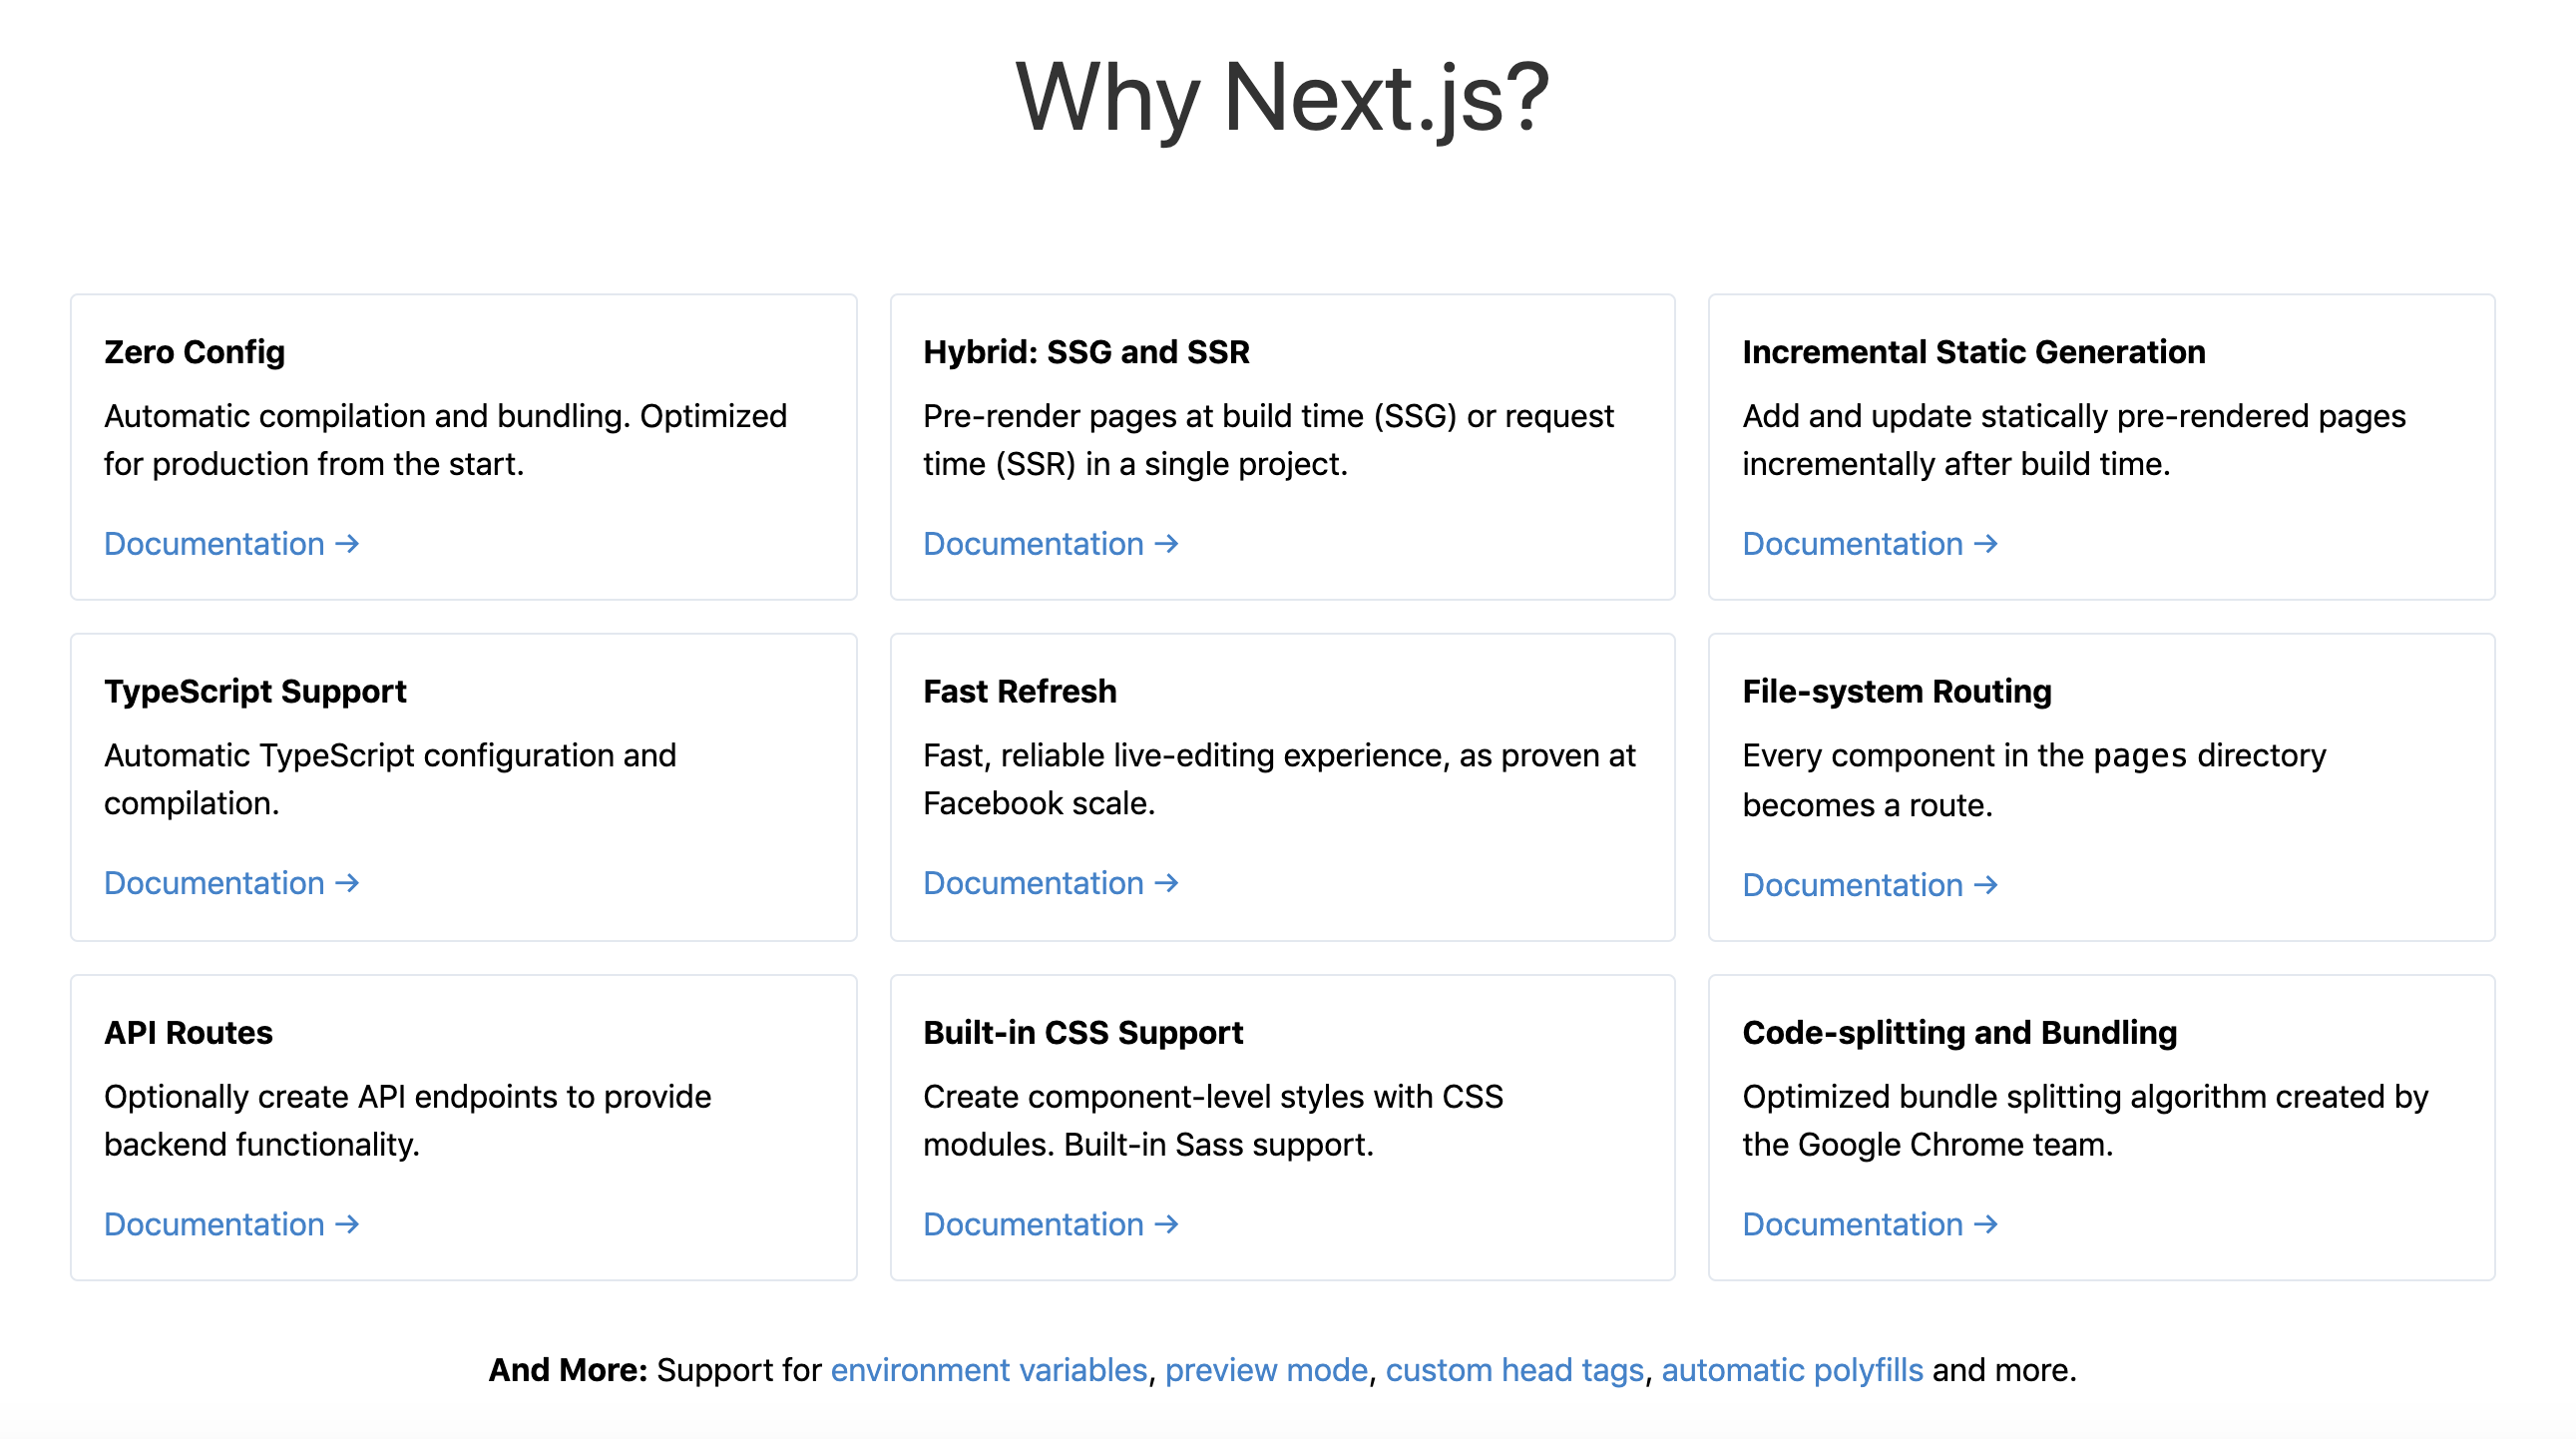 Why Next.js?
Zero Config
Automatic compilation and bundling. Optimized
for production from the start.
Documentation →
Hybrid: SSG and SSR
Pre-render pages at build time (SSG) or request
time (SSR) in a single project.
Documentation →
Incremental Static Generation
Add and update statically pre-rendered pages
incrementally after build time.
Documentation →
TypeScript Support
Automatic TypeScript configuration and
compilation.
Documentation →
Fast Refresh
Fast, reliable live-editing experience, as proven at
Facebook scale.
Documentation →
File-system Routing
Every component in the pages directory
becomes a route.
Documentation →
API Routes
Optionally create API endpoints to provide
backend functionality.
Documentation →
Built-in CSS Support
Create component-level styles with CSS
modules. Built-in Sass support.
Documentation →
Code-splitting and Bundling
Optimized bundle splitting algorithm created by
the Google Chrome team.
Documentation →
And More: Support for environment variables, preview mode, custom head tags, automatic polyfills and more.